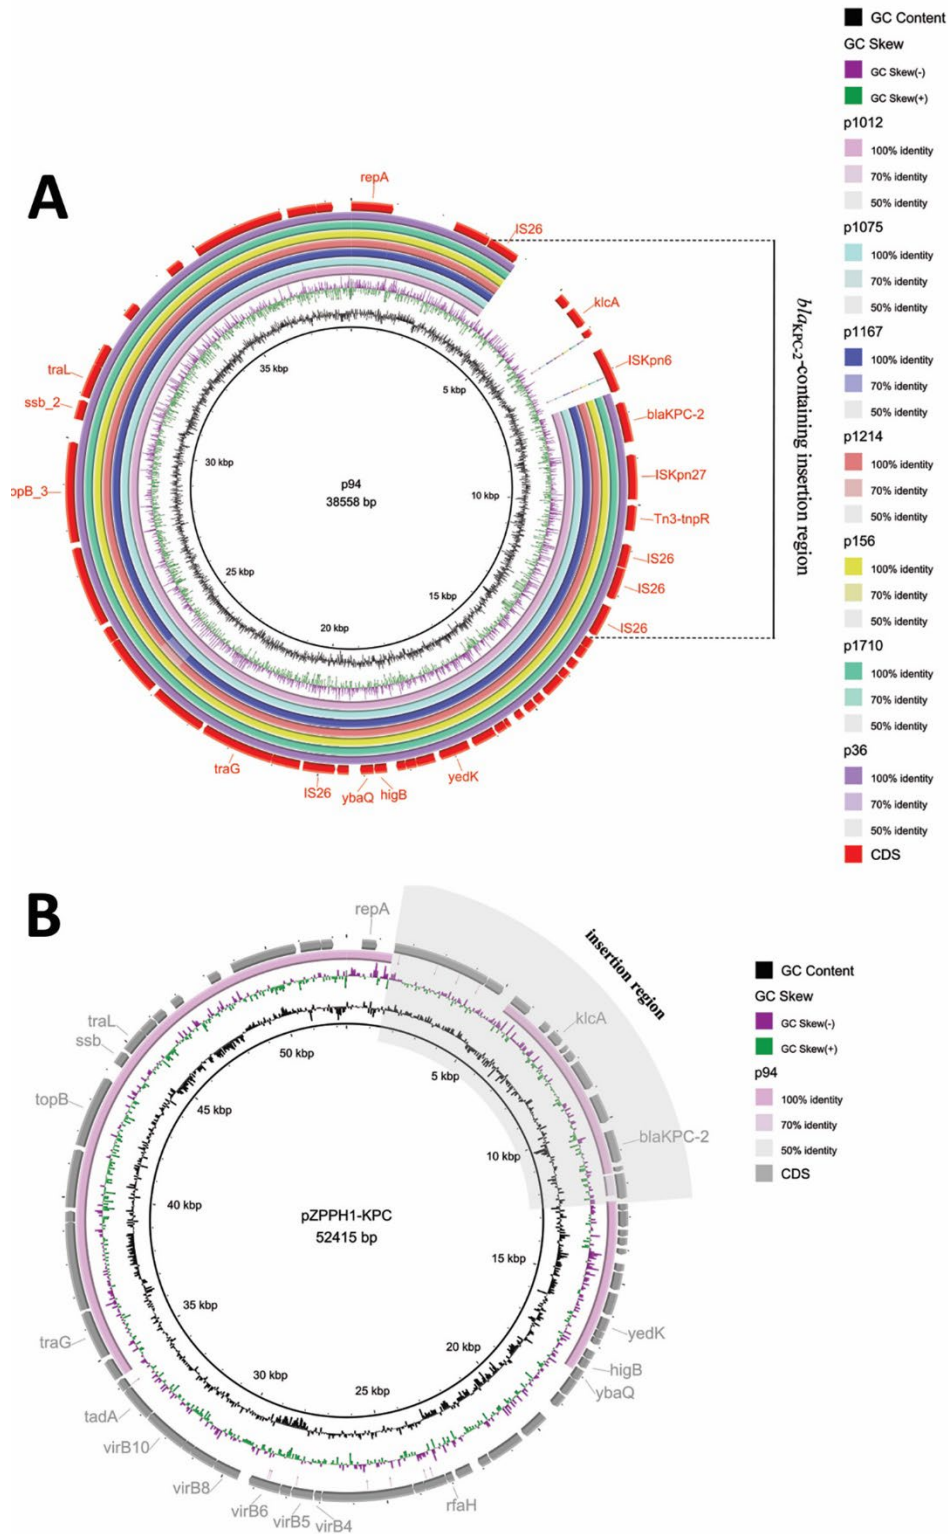 A
repA
IS26
klcA
ISKpn6
blaKPC-2
ISKpn27
Tn3-tnpR
IS26
IS26
IS26
yedK
higB
ybaQ
IS26
traG
opB_3
ssb_2
traL
5 kbp
10 kbp
15 kbp
20 kbp
25 kbp
30 kbp
35 kbp
p94
38558 bp
blaKPC-2-containing insertion region
GC Content
GC Skew
GC Skew(-)
GC Skew(+)
p1012
100% identity
70% identity
50% identity
p1075
100% identity
70% identity
50% identity
p1167
100% identity
70% identity
50% identity
p1214
100% identity
70% identity
50% identity
p156
100% identity
70% identity
50% identity
p1710
100% identity
70% identity
50% identity
p36
100% identity
70% identity
50% identity
CDS
B
repA
insertion region
klcA
blaKPC-2
yedK
higB
ybaQ
rfaH
virB4
virB5
virB6
virB8
virB10
tadA
traG
topB
ssb
traL
5 kbp
10 kbp
15 kbp
20 kbp
25 kbp
30 kbp
35 kbp
40 kbp
45 kbp
50 kbp
pZPPH1-KPC
52415 bp
GC Content
GC Skew
GC Skew(-)
GC Skew(+)
p94
100% identity
70% identity
50% identity
CDS